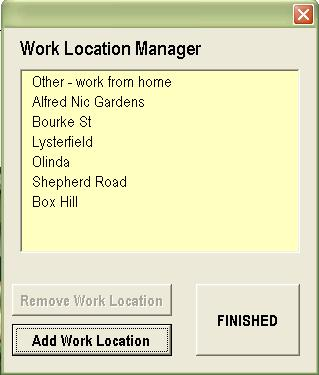 Work Location Manager
Other - work from home
Alfred Nic Gardens
Bourke St
Lysterfield
Olinda
Shepherd Road
Box Hill
Remove Work Location
Add Work Location
FINISHED